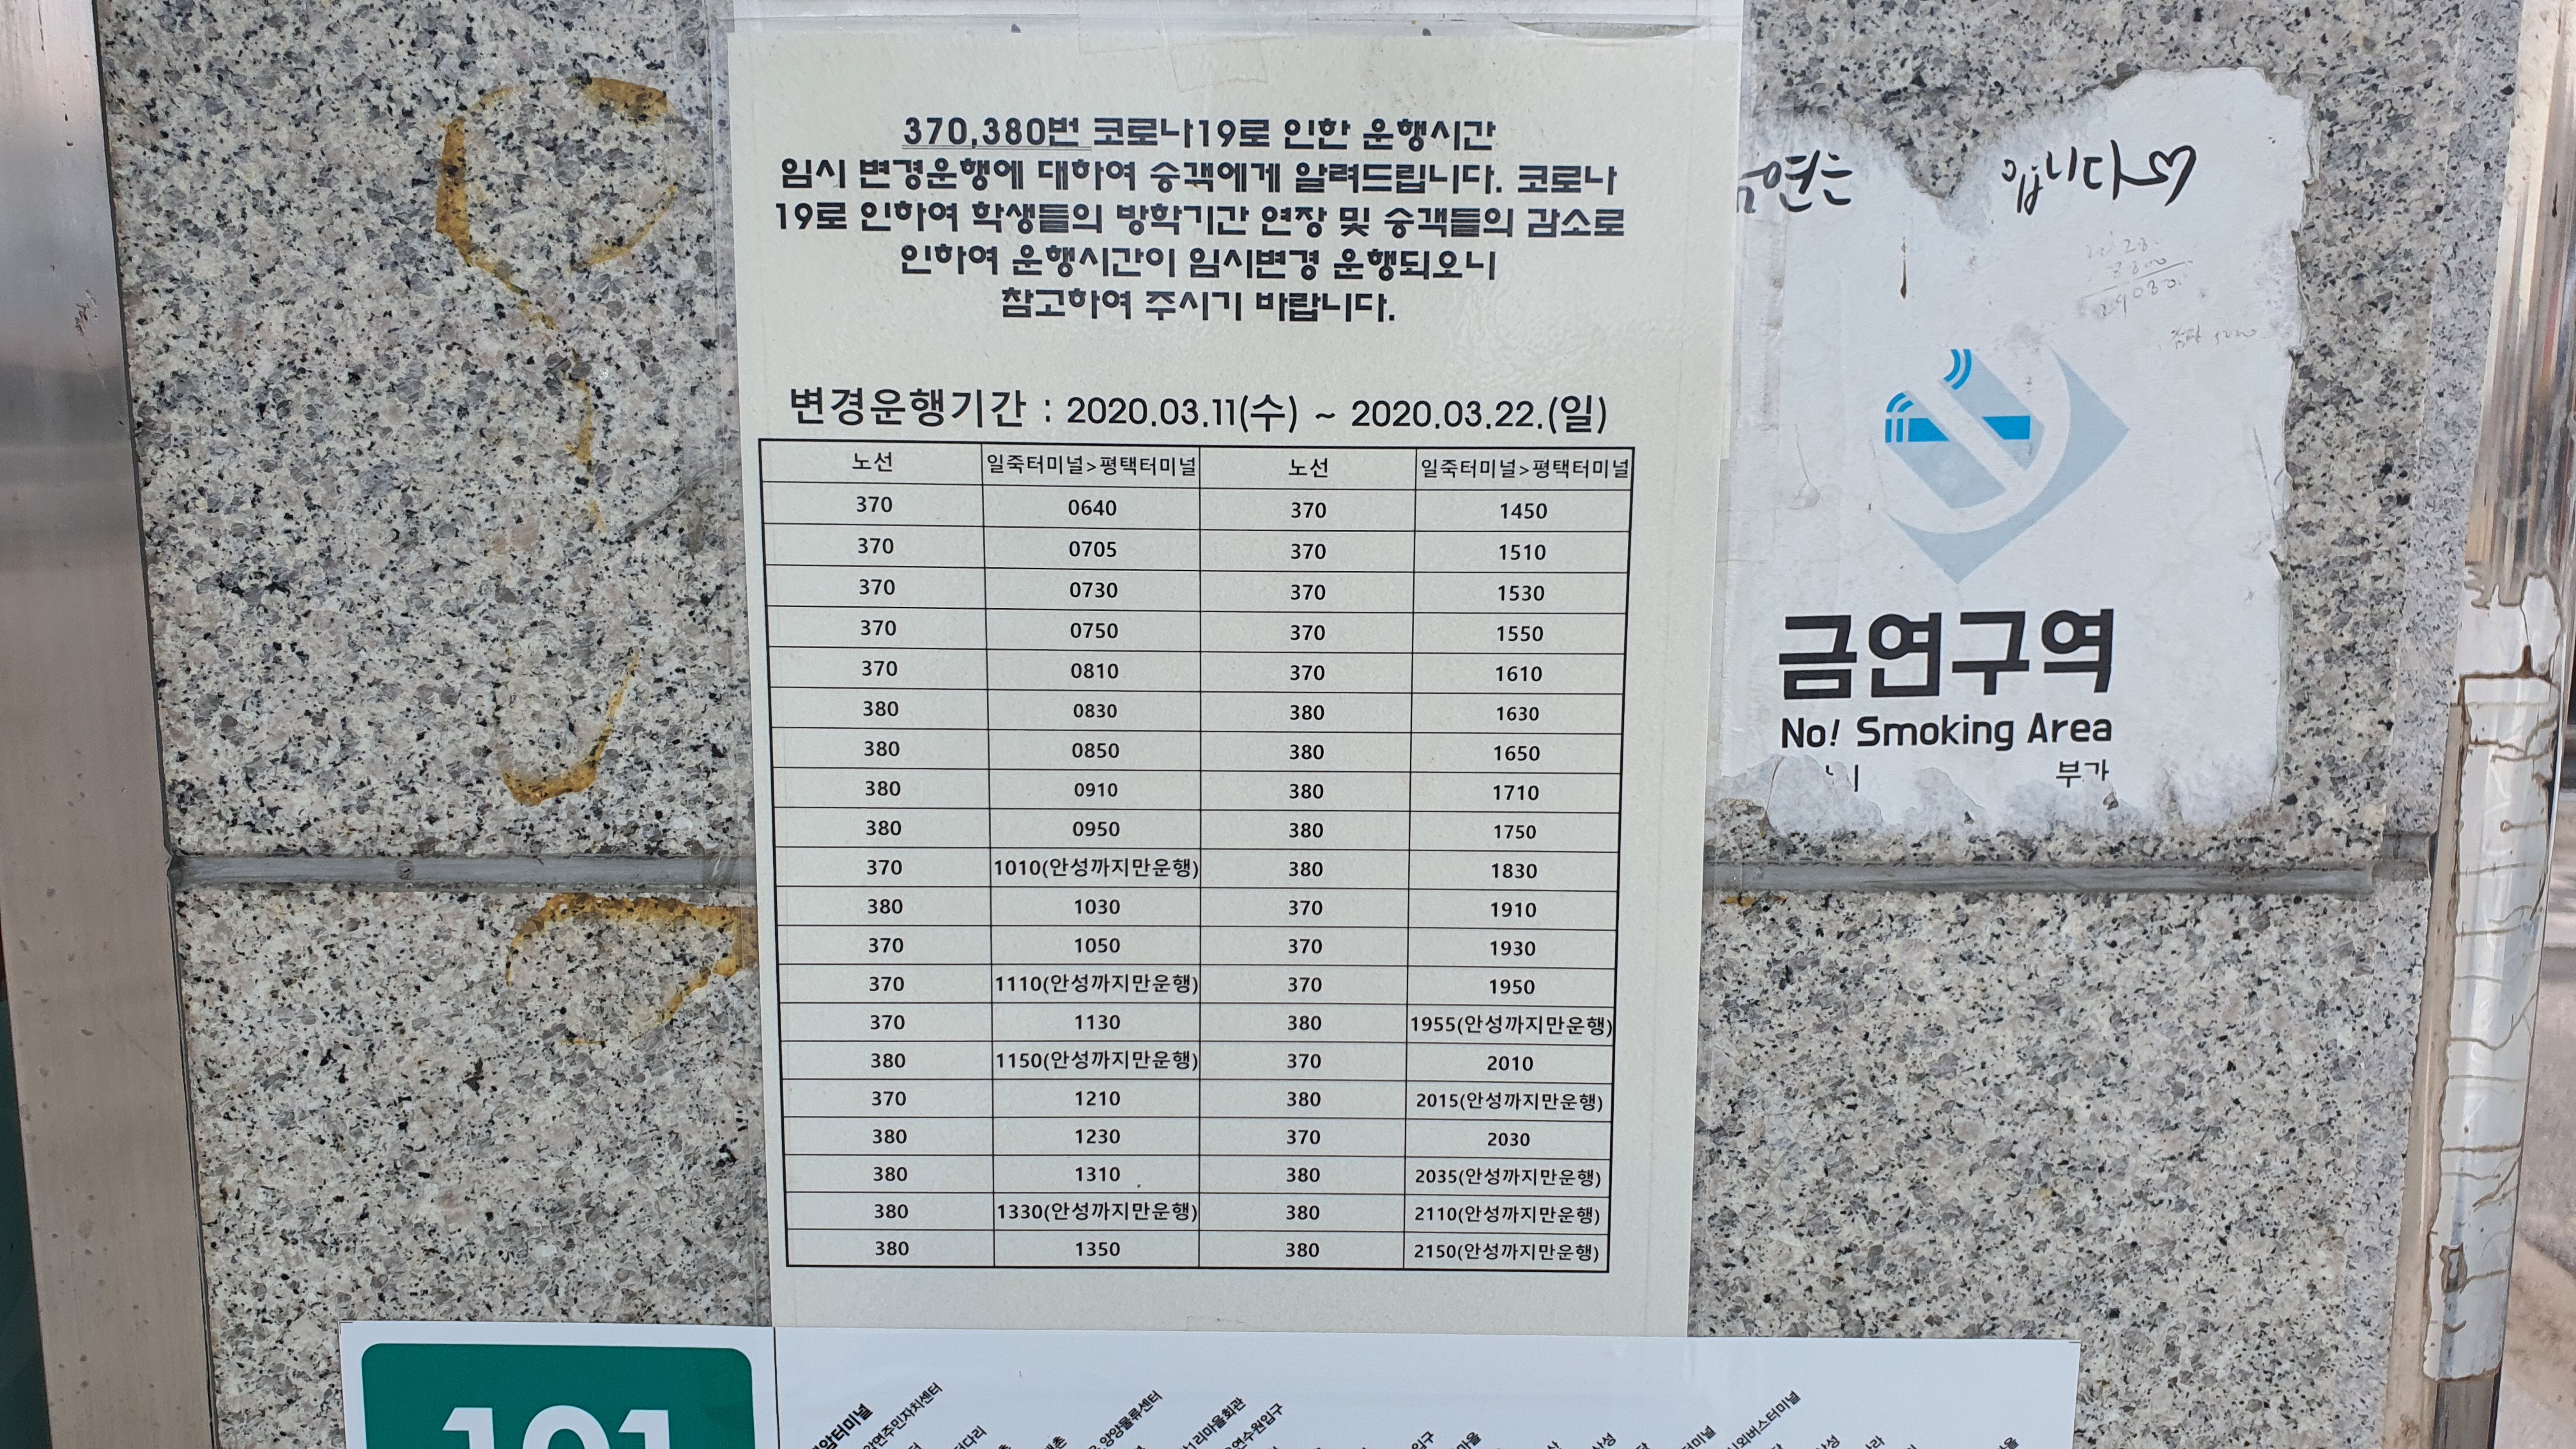 370,380번 코로나19로 인한 운행시간
임시 변경운행에 대하여 승객에게 알려드립니다. 코로나
19로 인하여 학생들의 방학기간 연장 및 승객들의 감소로
인하여 운행시간이 임시변경 운행되오니
참고하여 주시기 바랍니다.
변경운행기간 : 2020.03.11(수) ~ 2020.03.22.(일)
노선 일죽터미널>평택터미널 노선 일죽터미널>평택터미널
370 0640 370 1450
370 0705 370 1510
370 0730 370 1530
370 0750 370 1550
370 0810 370 1610
380 0830 380 1630
380 0850 380 1650
380 0910 380 1710
380 0950 380 1750
370 1010(안성까지만운행) 380 1830
380 1030 370 1910
370 1050 370 1930
370 1110(안성까지만운행) 370 1950
370 1130 380 1955(안성까지만운행)
380 1150(안성까지만운행) 370 2010
370 1210 380 2015(안성까지만운행)
380 1230 370 2030
380 1310 380 2035(안성까지만운행)
380 1330(안성까지만운행) 380 2110(안성까지만운행)
380 1350 380 2150(안성까지만운행)
입니다♡
금연구역
No! Smoking Area
부가
101
양양물류센터